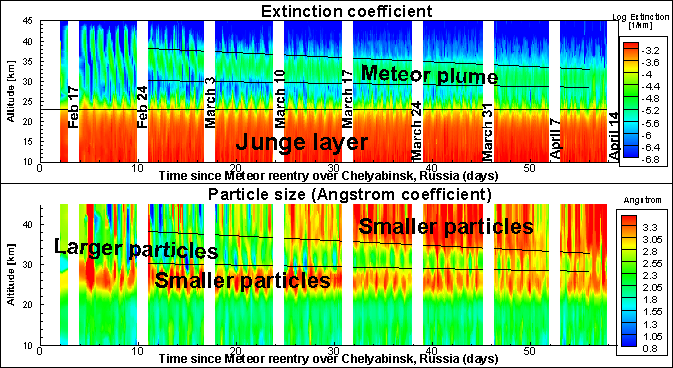 Extinction coefficient
Log Extinction
[1/km]
Altitude (km)
45
40
35
30
25
20
15
10
Meteor plume
Junge layer
Feb 17
Feb 24
March 3
March 10
March 17
March 24
March 31
April 7
April 14
-3.2
-3.6
-4
-4.4
-4.8
-5.2
-5.6
-6
-6.4
-6.8
0 10 20 30 40 50
Time since Meteor reentry over Chelyabinsk, Russia (days)
Particle size (Angstrom coefficient)
Angstrom
Altitude (km)
40
30
20
10
Smaller particles
Larger particles
Smaller particles
3.3
3.05
2.8
2.55
2.3
2.05
1.8
1.55
1.3
1.05
0.8
0 10 20 30 40 50
Time since Meteor reentry over Chelyabinsk, Russia (days)